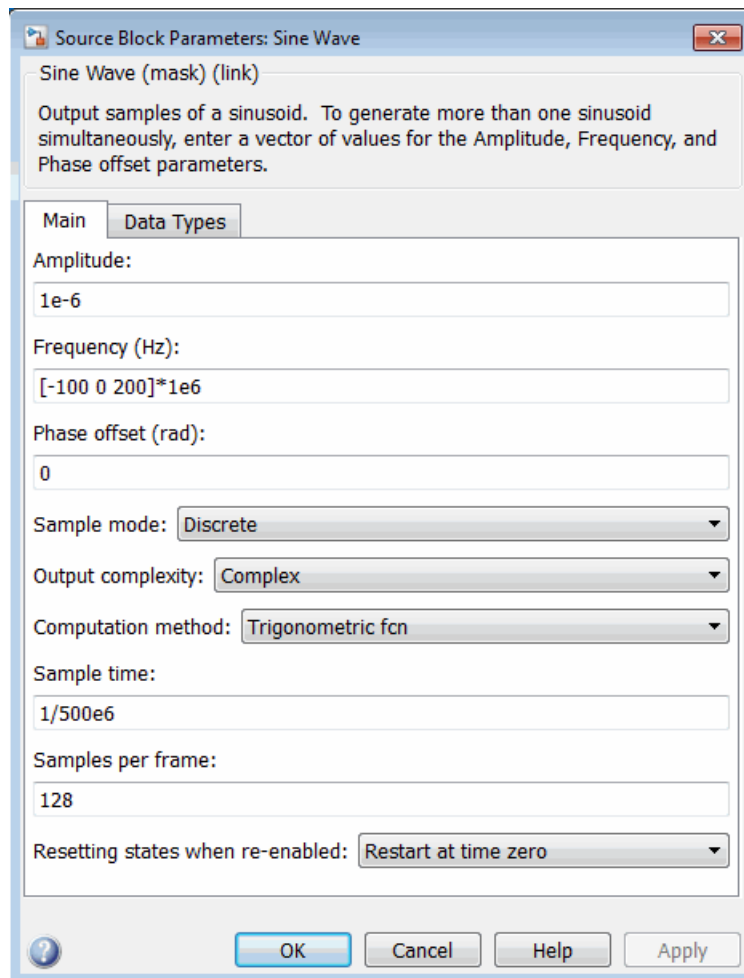 Source Block Parameters: Sine Wave
Sine Wave (mask) (link)
Output samples of a sinusoid. To generate more than one sinusoid
simultaneously, enter a vector of values for the Amplitude, Frequency, and
Phase offset parameters.
Main Data Types
Amplitude:
1e-6
Frequency (Hz):
[-100 0 200]*1e6
Phase offset (rad):
0
Sample mode: Discrete
Output complexity: Complex
Computation method: Trigonometric fcn
Sample time:
1/500e6
Samples per frame:
128
Resetting states when re-enabled: Restart at time zero
? OK Cancel Help Apply